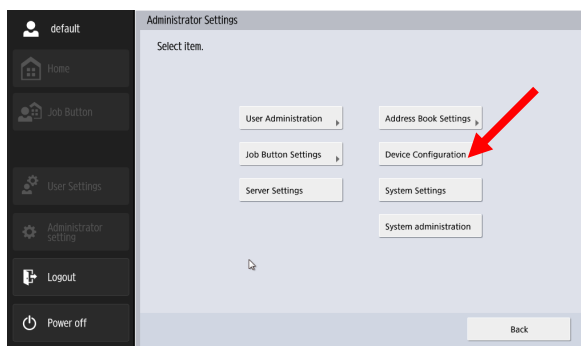 default
Home
Job Button
User Settings
Administrator
setting
Logout
Power off
Administrator Settings
Select item.
User Administration
Address Book Settings
Job Button Settings
Device Configuration
Server Settings
System Settings
System administration
Back